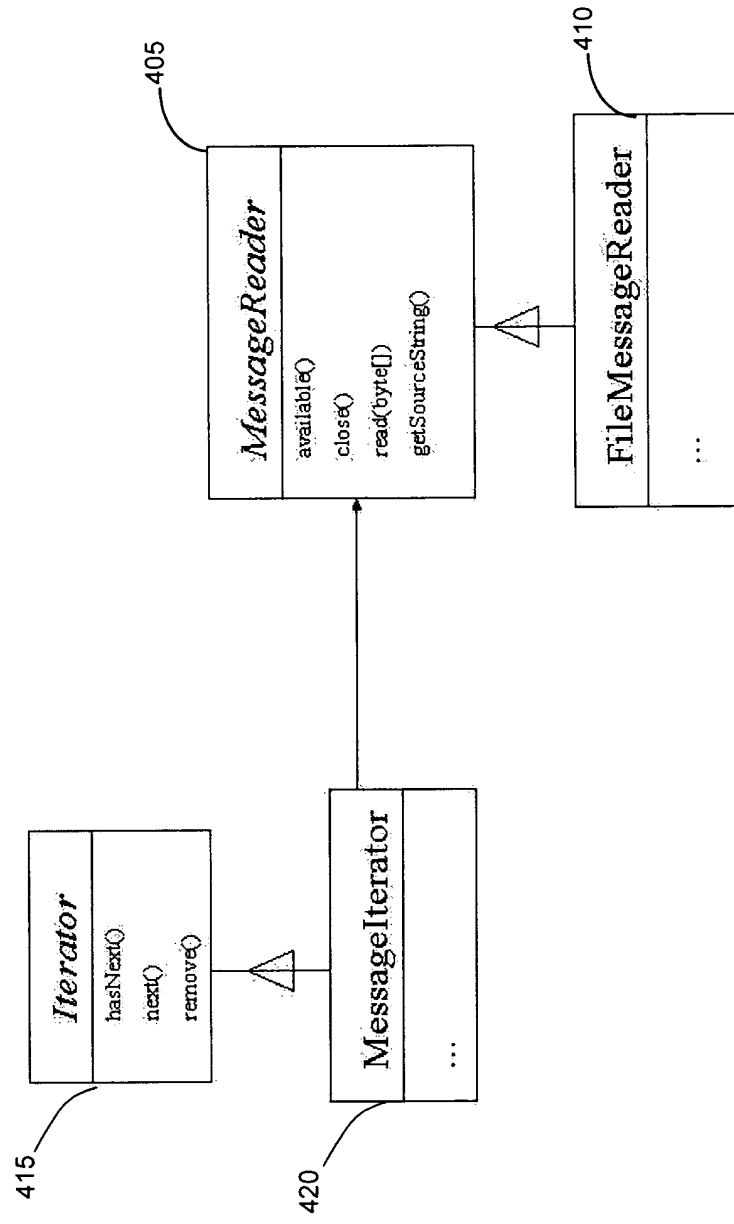 415
Iterator
hasNext()
next()
remove()
420
MessageIterator
...
405
MessageReader
available()
close()
read(byte[])
getSourceString()
410
FileMessageReader
...